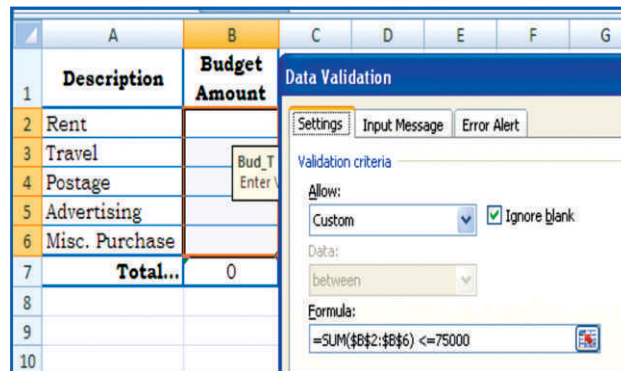 A B C D E F G
1 Description Budget Amount
2 Rent
3 Travel
4 Postage
5 Advertising
6 Misc. Purchase
7 Total... 0
8
9
10
Bud_T
Enter
Data Validation
Settings Input Message Error Alert
Validation criteria
Allow:
Custom Ignore blank
Data:
between
Formula:
=SUM($B$2:$B$6) <=75000